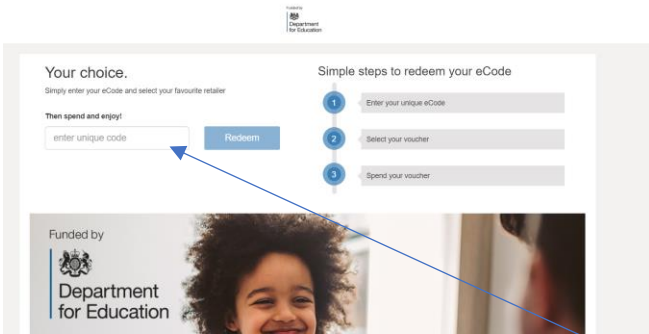 Funded by
Department
for Education
Your choice.
Simply enter your eCode and select your favourite retailer
Then spend and enjoy!
enter unique code
Redeem
Simple steps to redeem your eCode
1
Enter your unique eCode
2
Select your voucher
3
Spend your voucher
Funded by
Department
for Education